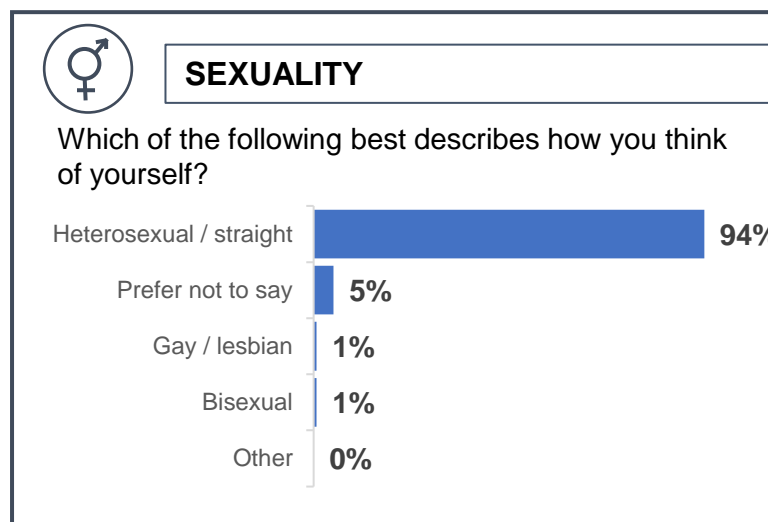 SEXUALITY
Which of the following best describes how you think
of yourself?
Heterosexual / straight 94%
Prefer not to say 5%
Gay / lesbian 1%
Bisexual 1%
Other 0%